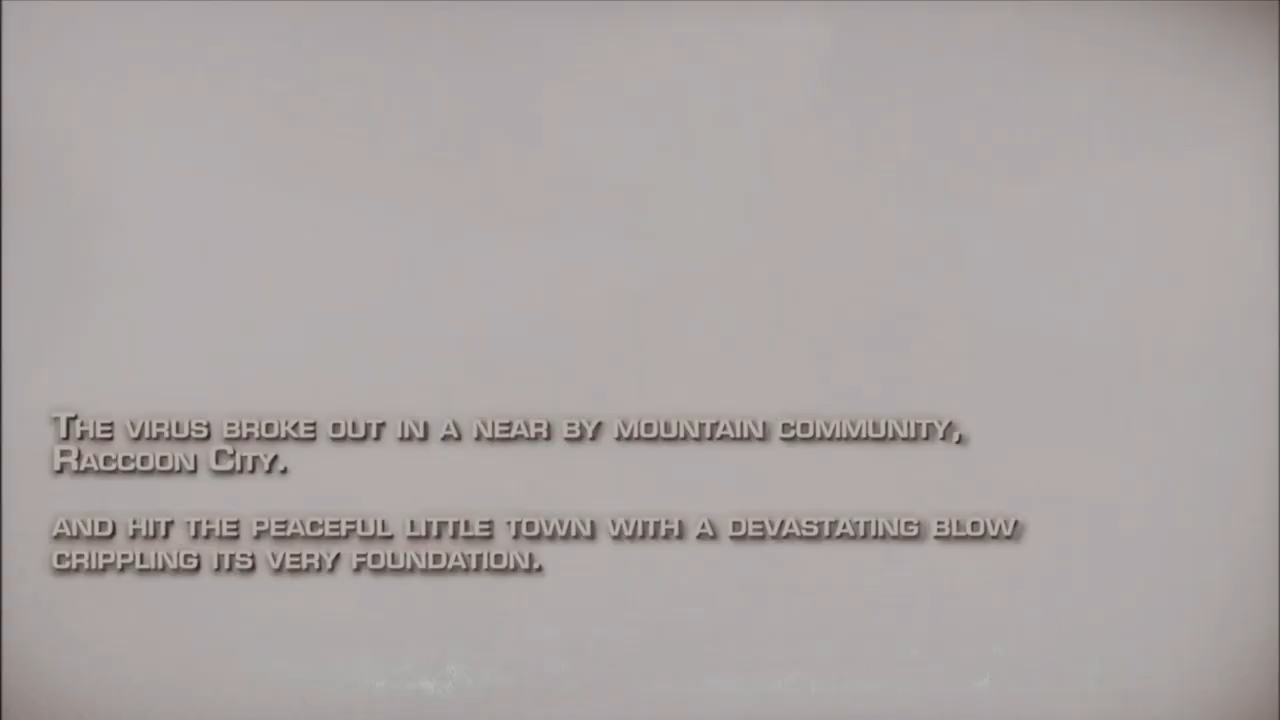 The virus broke out in a near by mountain community,
Raccoon City.
and hit the peaceful little town with a devastating blow
crippling its very foundation.